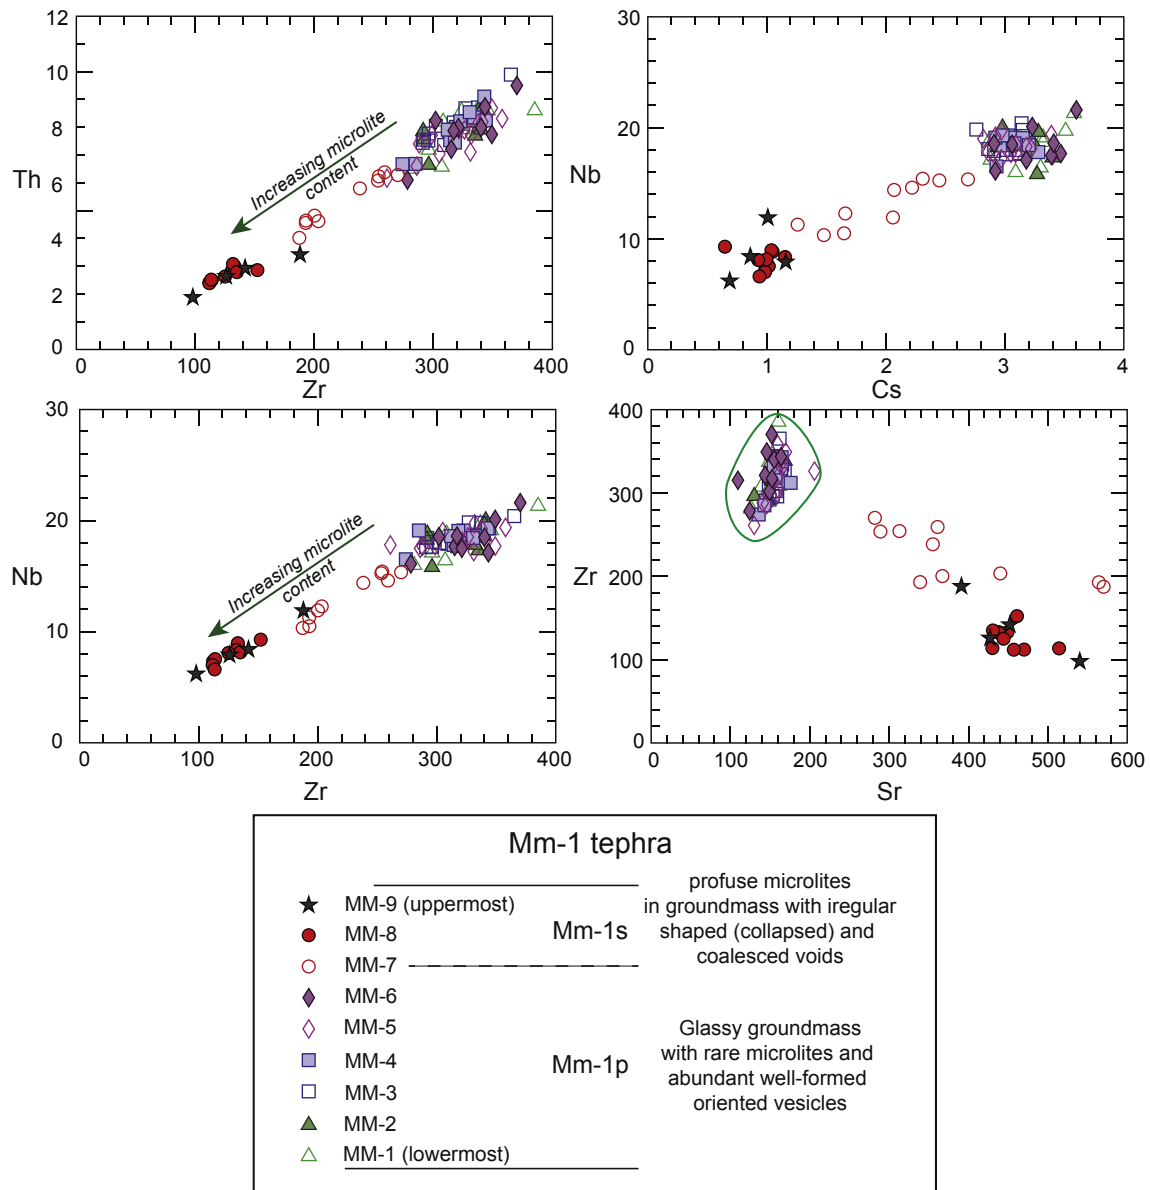 12
10
8
6
4
2
0
Th
Increasing microlite
content
0
100
200
300
400
Zr
30
20
10
0
Nb
0
1
2
3
4
Cs
30
20
10
0
Nb
Increasing microlite
content
0
100
200
300
400
Zr
400
300
200
100
0
Zr
0
100
200
300
400
500
600
Sr
Mm-1 tephra
MM-9 (uppermost)
MM-8
MM-7
MM-6
MM-5
MM-4
MM-3
MM-2
MM-1 (lowermost)
Mm-1s
Mm-1p
profuse microlites
in groundmass with iregular
shaped (collapsed) and
coalesced voids
Glassy groundmass
with rare microlites and
abundant well-formed
oriented vesicles